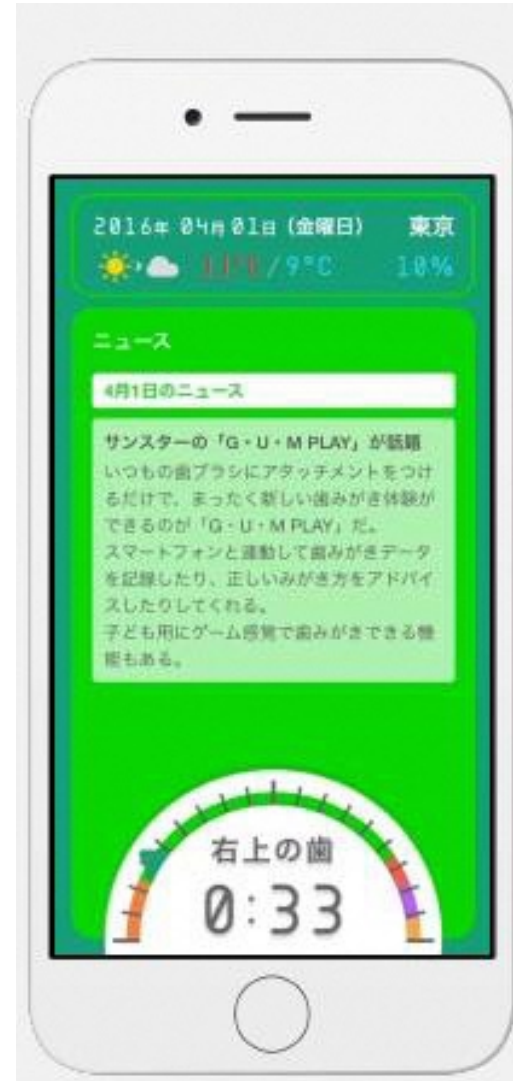 2016年 04月 01日 (金曜日) 東京
/9°C 10%
ニュース
4月1日のニュース
サンスターの「G・U・M PLAY」が話題
いつもの歯ブラシにアタッチメントをつけ
るだけで、まったく新しい歯みがき体験が
できるのが「G・U・M PLAY」だ。
スマートフォンと連動して歯みがきデータ
を記録したり、正しいみがき方をアドバイ
スしたりしてくれる。
子ども用にゲーム感覚で歯みがきできる機
能もある。
右上の歯
0:33